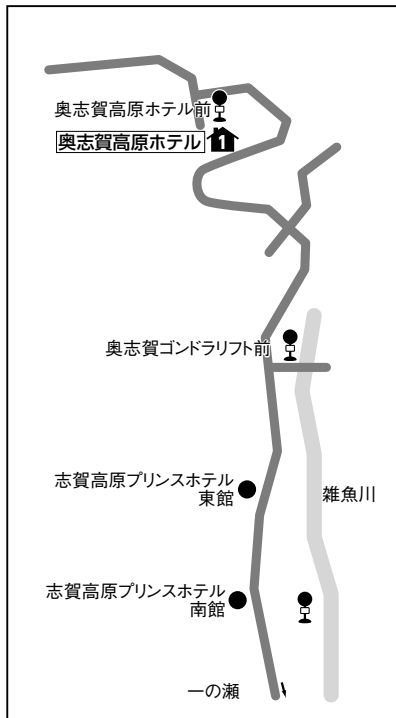 奥志賀高原ホテル前
奥志賀高原ホテル
1
奥志賀ゴンドラリフト前
志賀高原プリンスホテル
東館
雑魚川
志賀高原プリンスホテル
南館
一の瀬